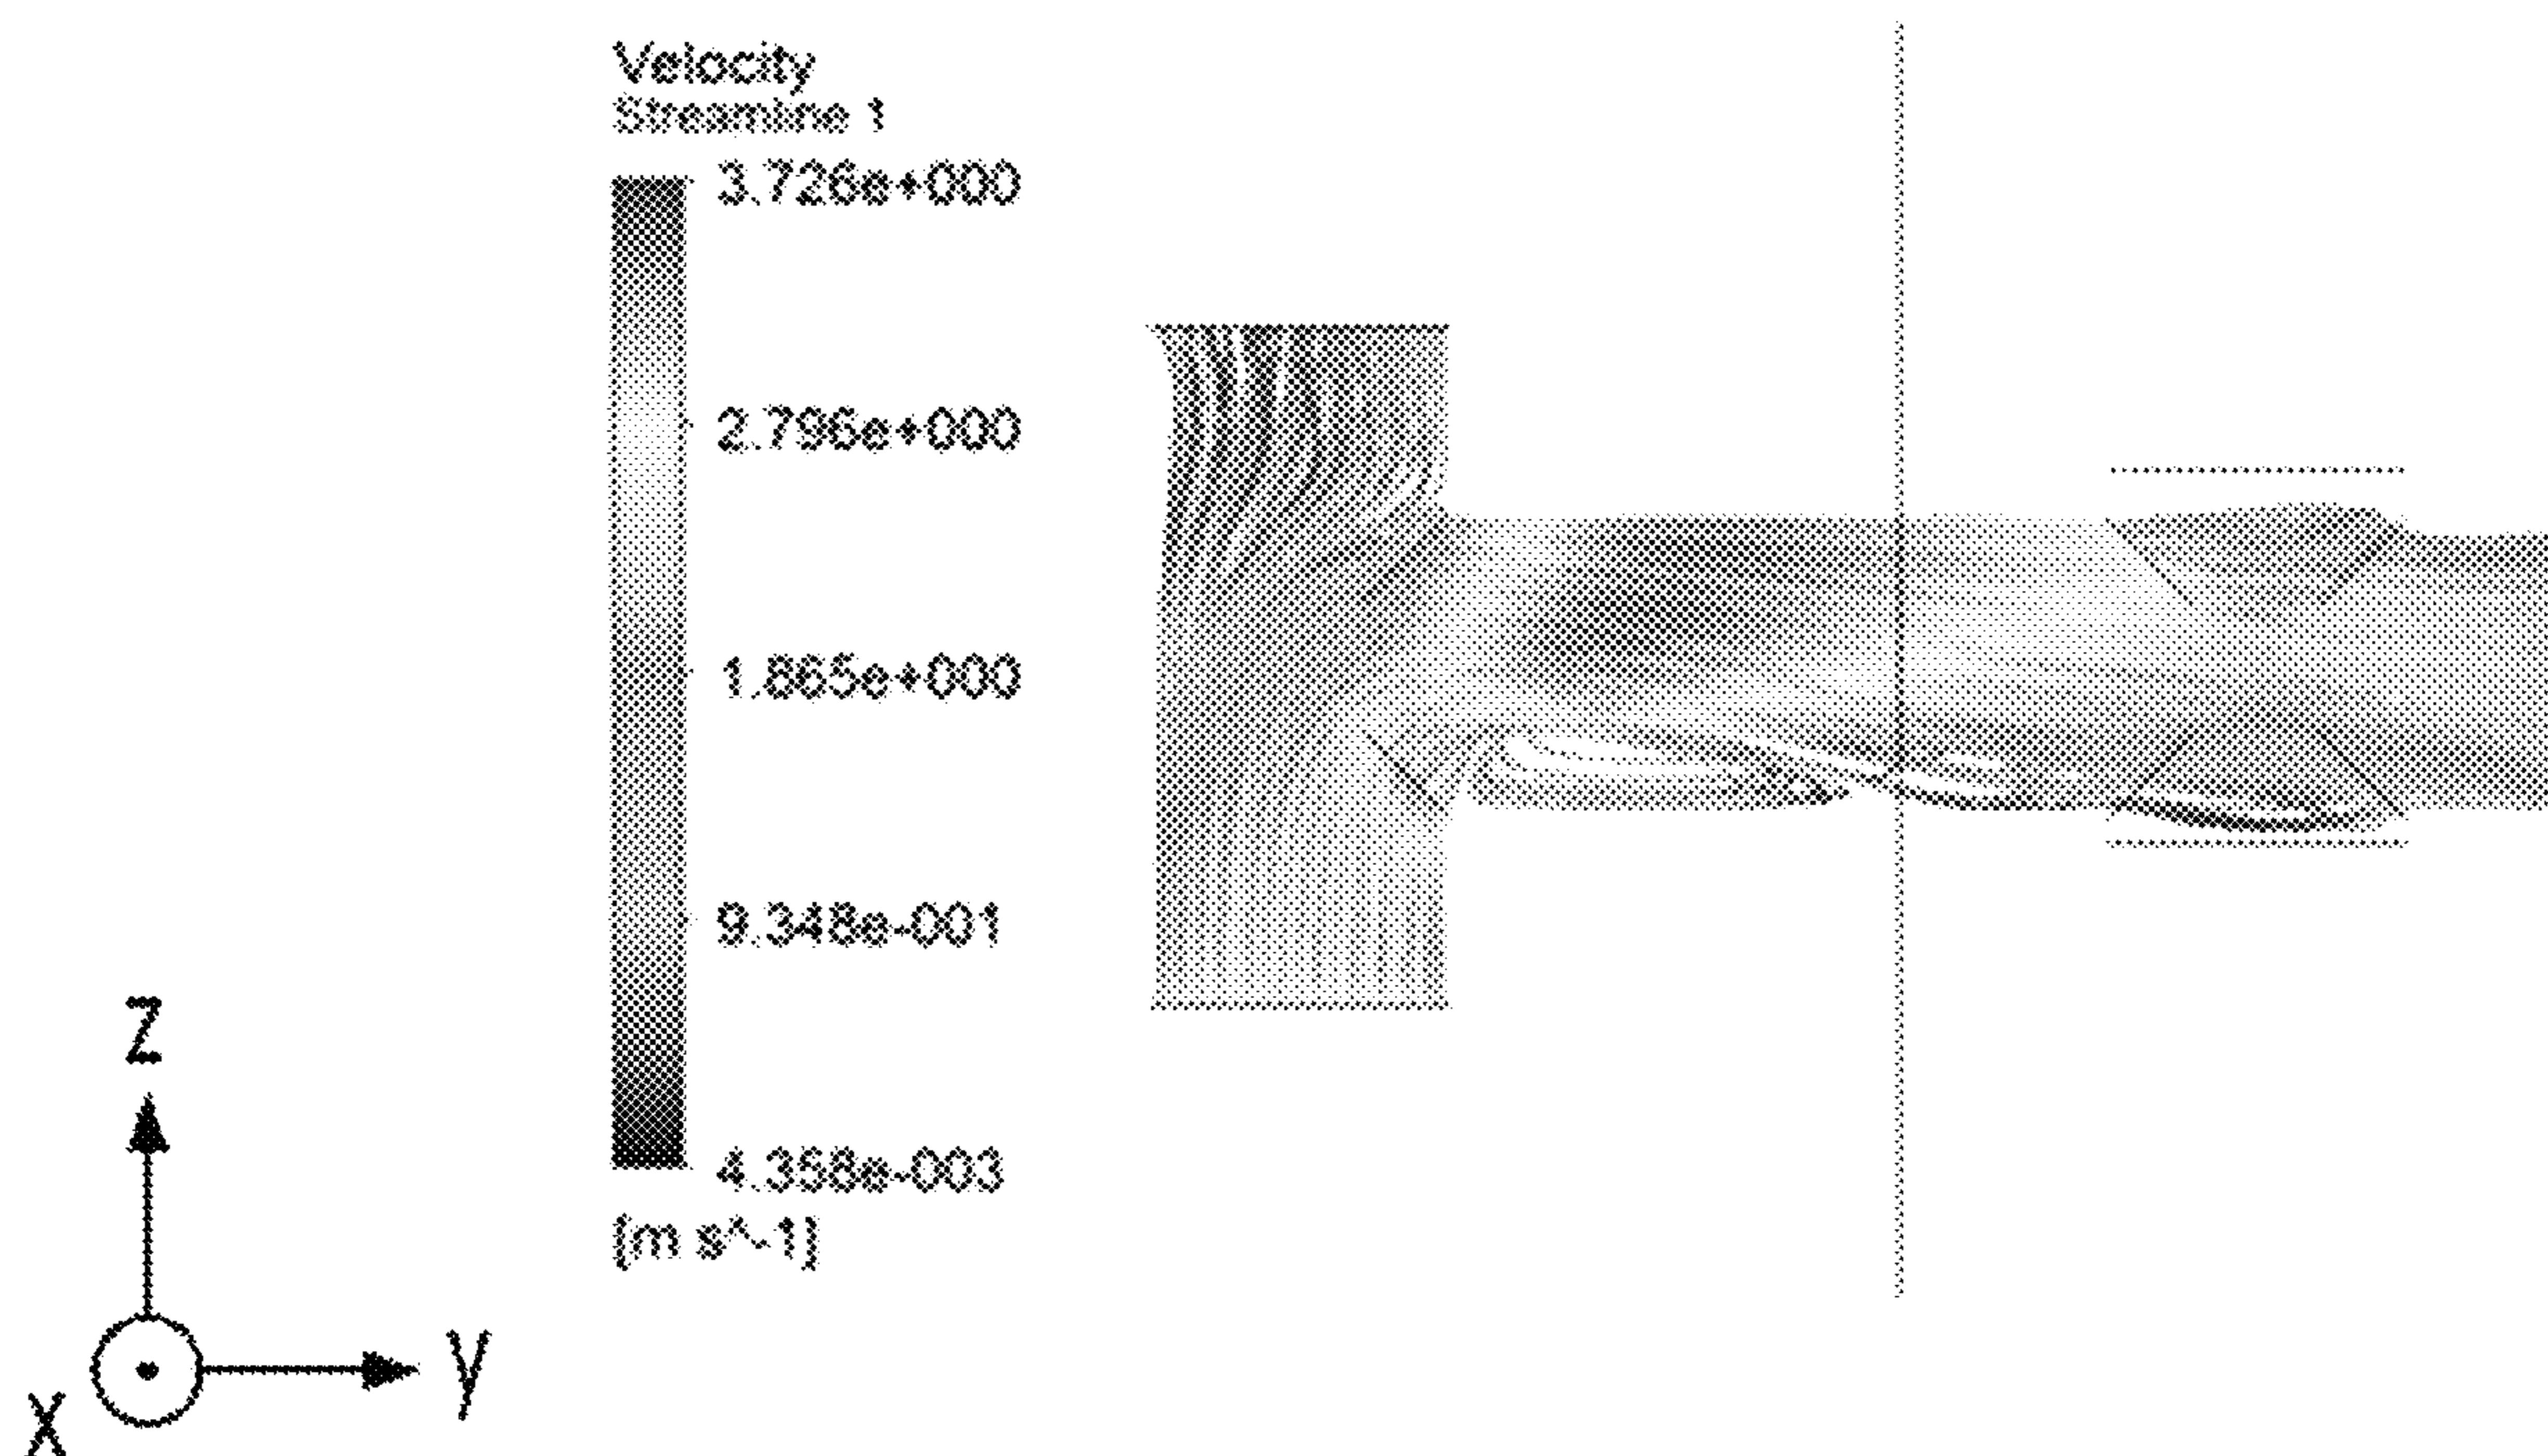 Velocity
Streamline 1
3.726e+000
2.796e+000
1.865e+000
9.348e-001
4.358e-003
[m s^-1]
Z
y
X